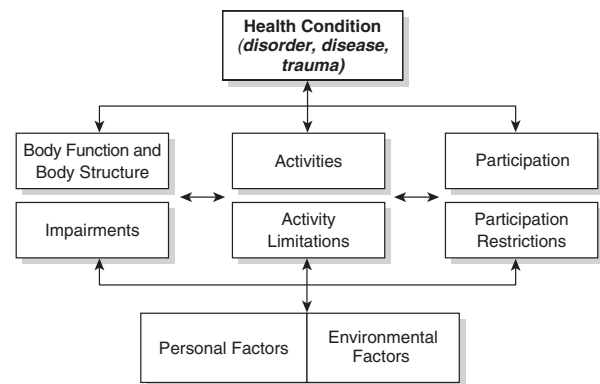 Health Condition
(disorder, disease,
trauma)
Body Function and
Body Structure
Activities
Participation
Impairments
Activity
Limitations
Participation
Restrictions
Personal Factors
Environmental
Factors